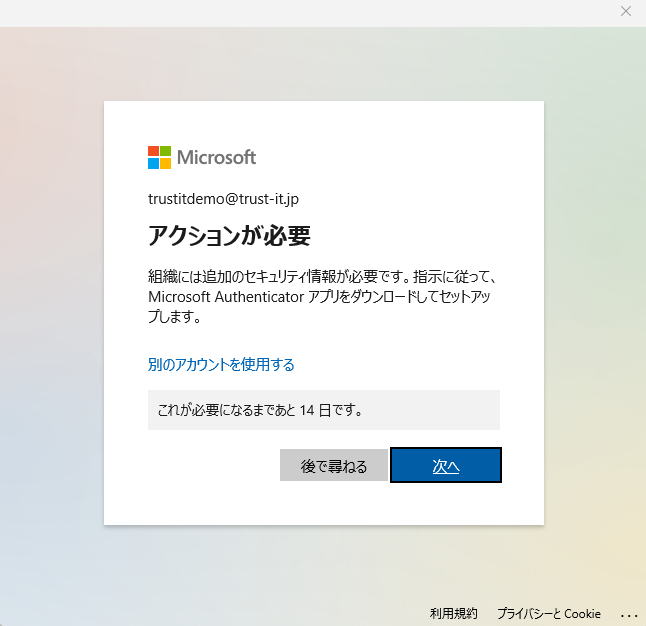 Microsoft
trustitdemo@trust-it.jp
アクションが必要
組織には追加のセキュリティ情報が必要です。指示に従って、
Microsoft Authenticator アプリをダウンロードしてセットアッ
プします。
別のアカウントを使用する
これが必要になるまであと 14 日です。
後で尋ねる
次へ
利用規約 プライバシーと Cookie ...